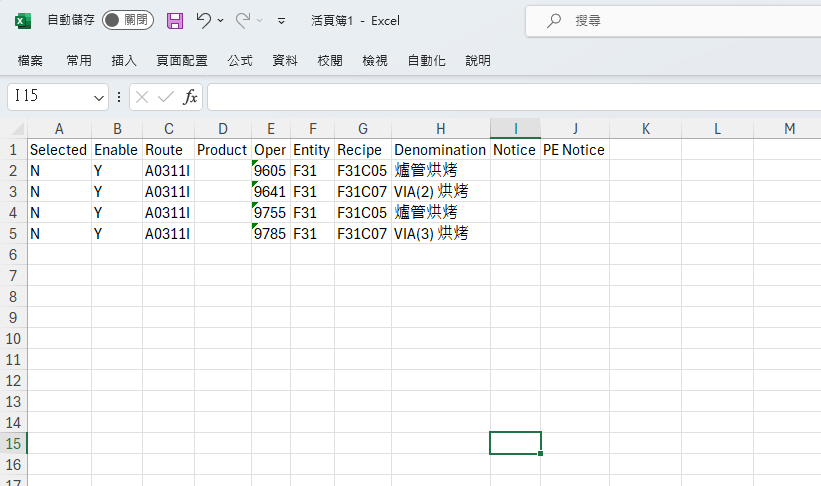 自動儲存 關閉 活頁簿1 - Excel 搜尋
檔案 常用 插入 頁面配置 公式 資料 校閱 檢視 自動化 說明
I15 fx
A B C D E F G H I J K L M
1 Selected Enable Route Product Oper Entity Recipe Denomination Notice PE Notice
2 N Y A0311I 9605 F31 F31C05 爐管烘烤
3 N Y A0311I 9641 F31 F31C07 VIA(2) 烘烤
4 N Y A0311I 9755 F31 F31C05 爐管烘烤
5 N Y A0311I 9785 F31 F31C07 VIA(3) 烘烤
6
7
8
9
10
11
12
13
14
15
16
17